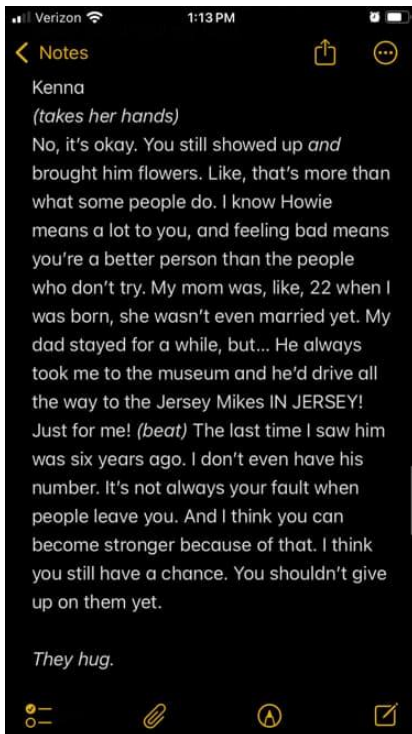 Verizon 1:13 PM
Notes
Kenna
(takes her hands)
No, it's okay. You still showed up and
brought him flowers. Like, that's more than
what some people do. I know Howie
means a lot to you, and feeling bad means
you're a better person than the people
who don't try. My mom was, like, 22 when I
was born, she wasn't even married yet. My
dad stayed for a while, but... He always
took me to the museum and he'd drive all
the way to the Jersey Mikes IN JERSEY!
Just for me! (beat) The last time I saw him
was six years ago. I don't even have his
number. It's not always your fault when
people leave you. And I think you can
become stronger because of that. I think
you still have a chance. You shouldn't give
up on them yet.
They hug.